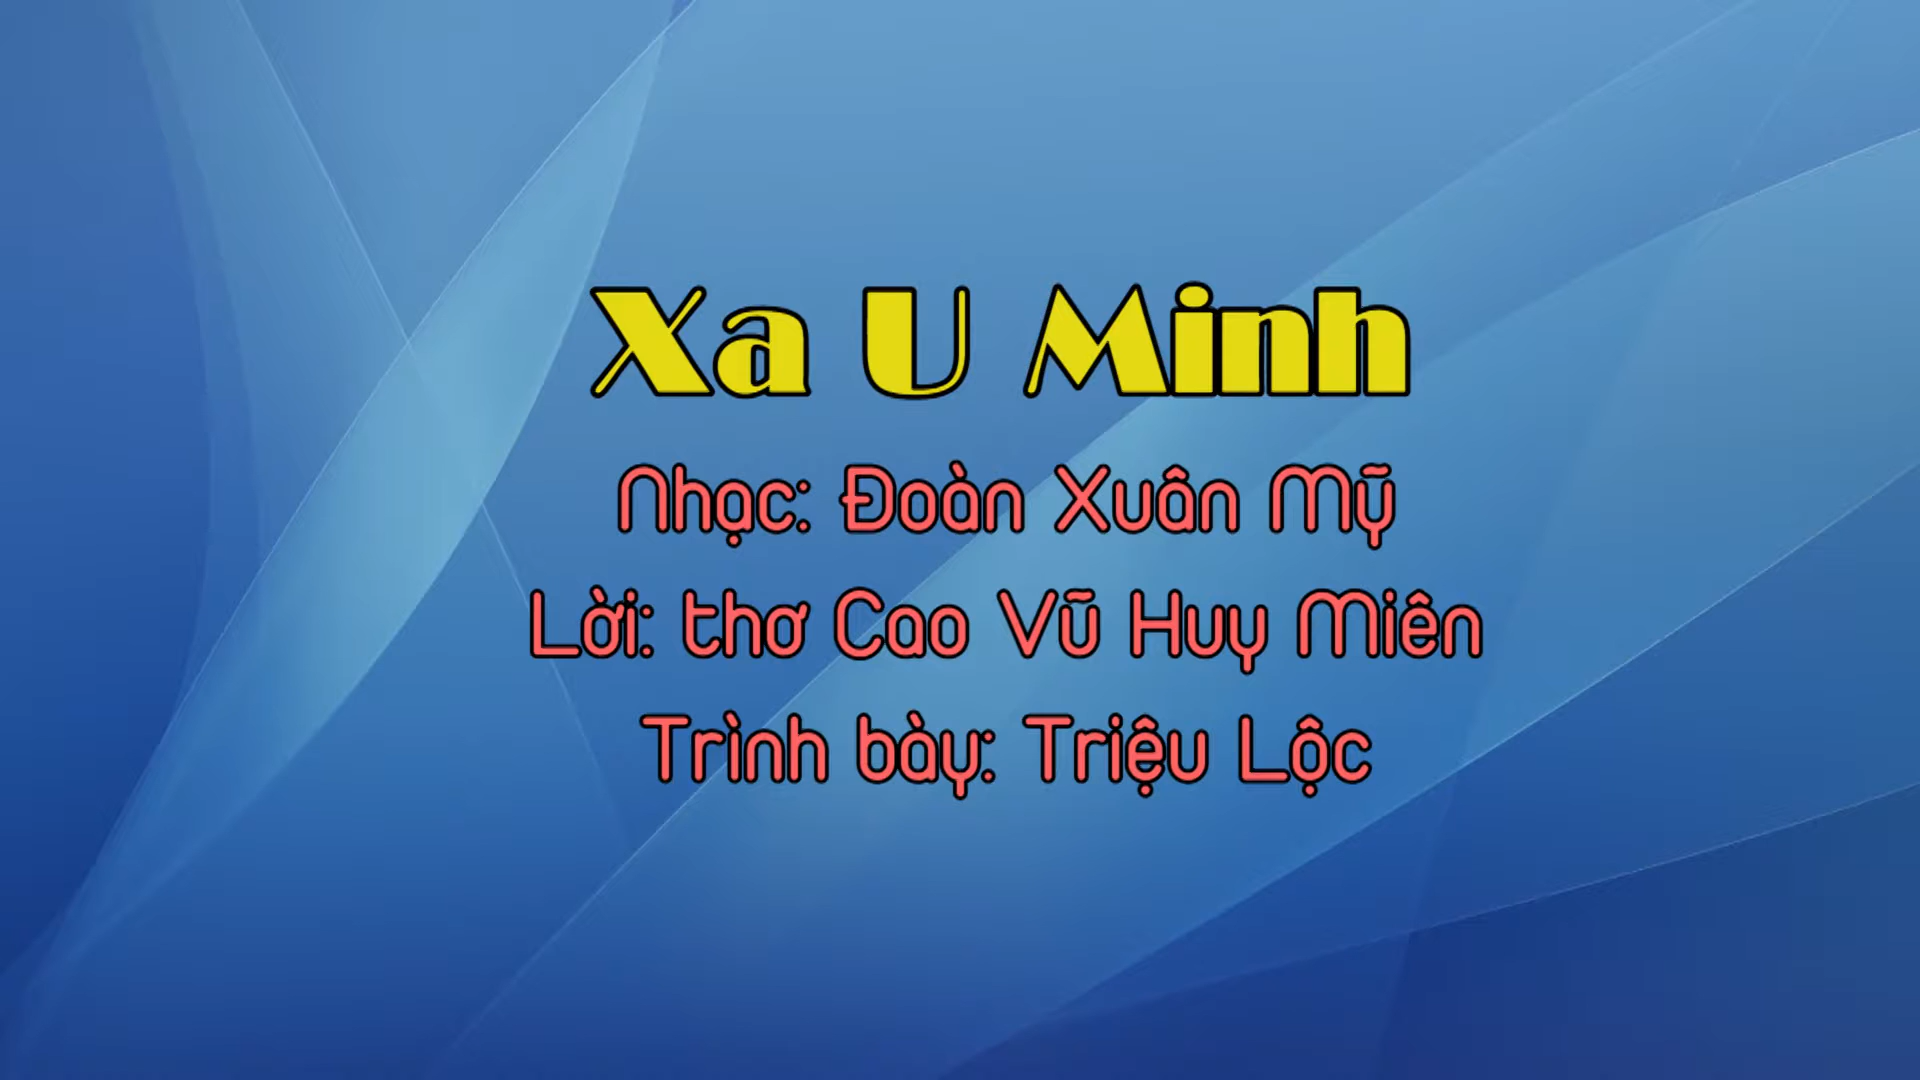 Xa U Minh
Nhạc: Đoàn Xuân Mỹ
Lời: thơ Cao Vũ Huy Miên
Trình bày: Triệu Lộc